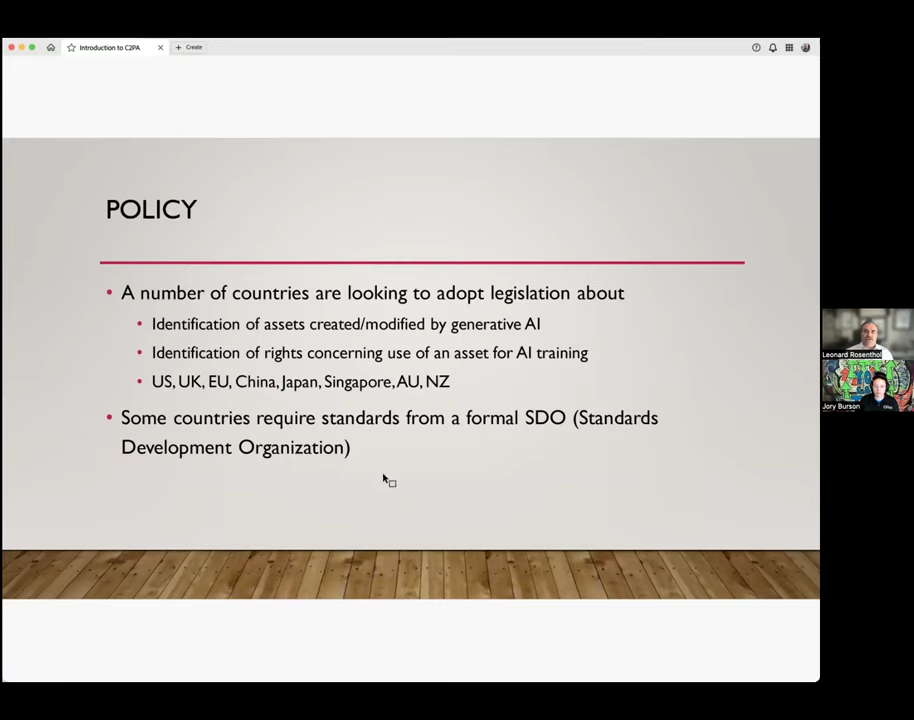 Introduction to C2PA
Create
POLICY
• A number of countries are looking to adopt legislation about
• Identification of assets created/modified by generative AI
• Identification of rights concerning use of an asset for AI training
• US, UK, EU, China, Japan, Singapore, AU, NZ
• Some countries require standards from a formal SDO (Standards
Development Organization)
Leonard Rosenthol
Jory Burson